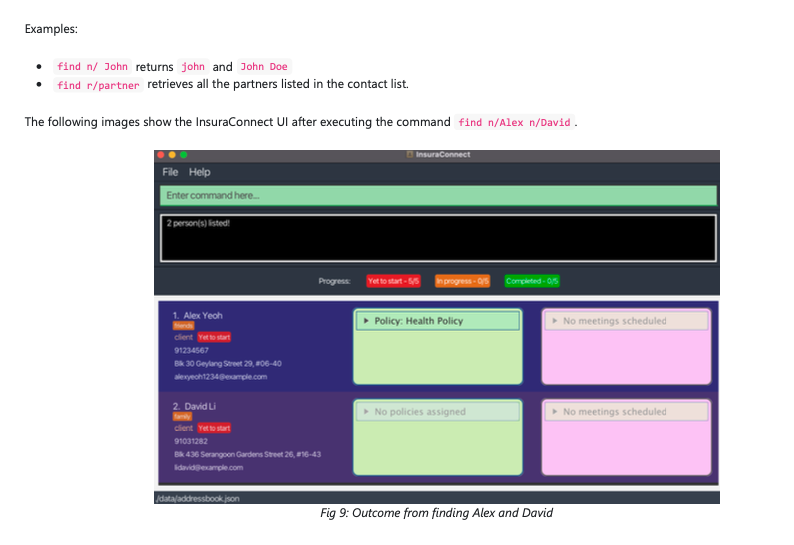 Examples:
find n/ John returns john and John Doe
find r/partner retrieves all the partners listed in the contact list.
The following images show the InsuraConnect UI after executing the command find n/Alex n/David .
InsuraConnect
File Help
Enter command here...
2 person(s) listed!
Progress: Yet to start - 5/5 In progress - 0/5 Completed - 0/5
1. Alex Yeoh
friends
client Yet to start
91234567
Blk 30 Geylang Street 29, #06-40
alexyeoh1234@example.com
Policy: Health Policy
No meetings scheduled
2. David Li
family
client Yet to start
91031282
Blk 436 Serangoon Gardens Street 26, #16-43
lidavid@example.com
No policies assigned
No meetings scheduled
/data/addressbook.json
Fig 9: Outcome from finding Alex and David